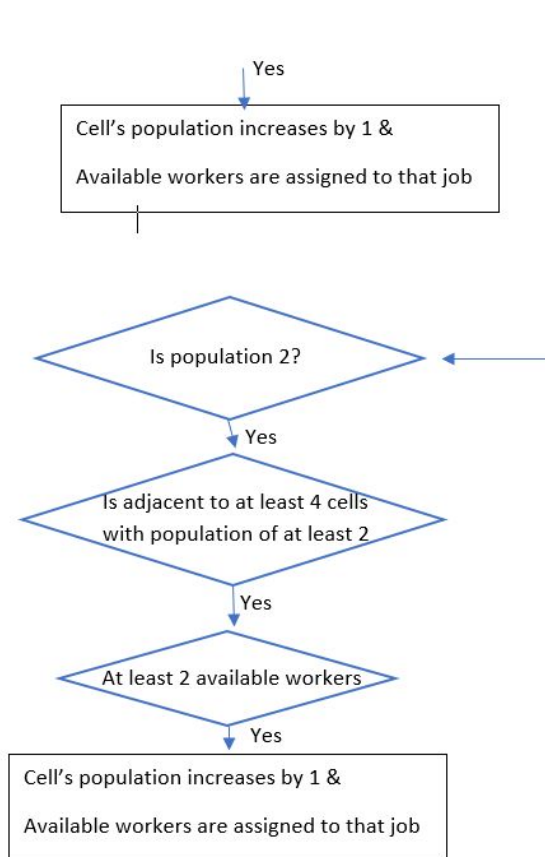 Yes
Cell's population increases by 1 &
Available workers are assigned to that job
Is population 2?
Yes
Is adjacent to at least 4 cells
with population of at least 2
Yes
At least 2 available workers
Yes
Cell's population increases by 1 &
Available workers are assigned to that job